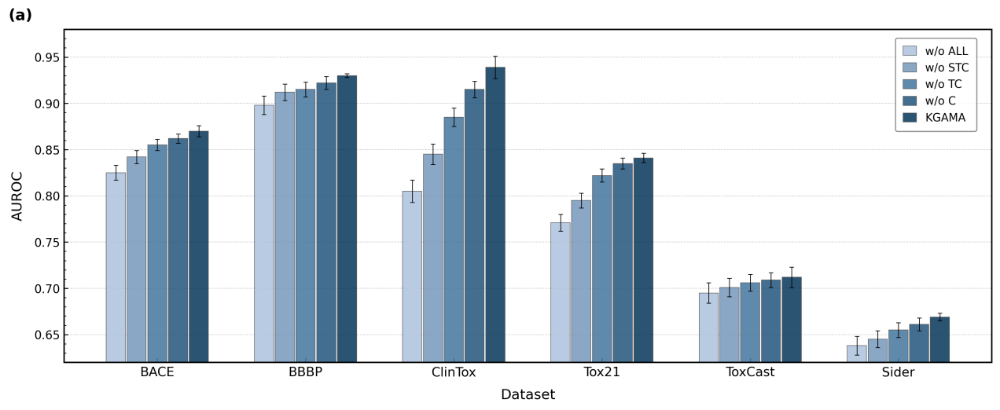 (a)
w/o ALL
w/o STC
w/o TC
w/o C
KGAMA
AUROC
0.95
0.90
0.85
0.80
0.75
0.70
0.65
BACE BBBP ClinTox Tox21 ToxCast Sider
Dataset